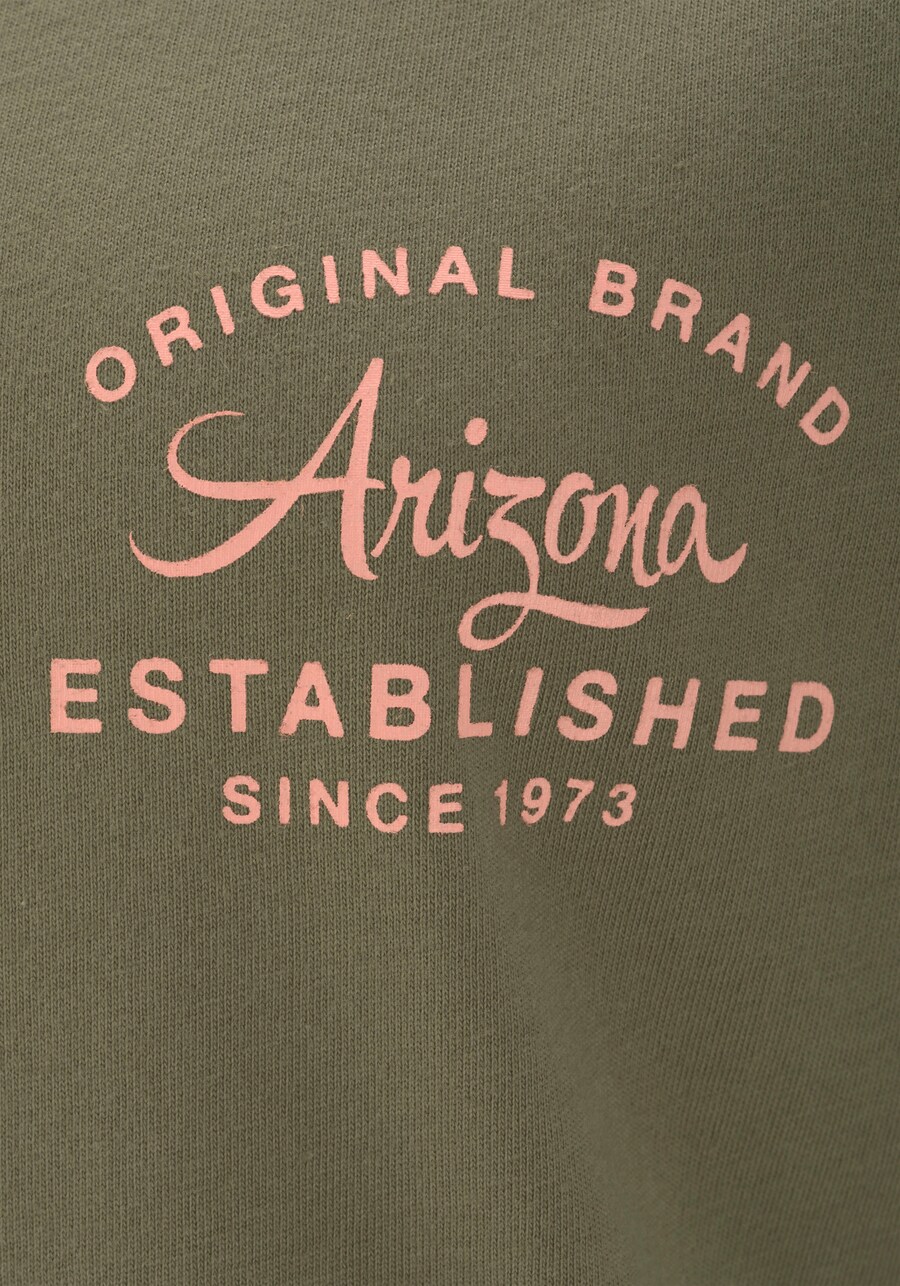 ORIGINAL BRAND
Arizona
ESTABLISHED
SINCE 1973